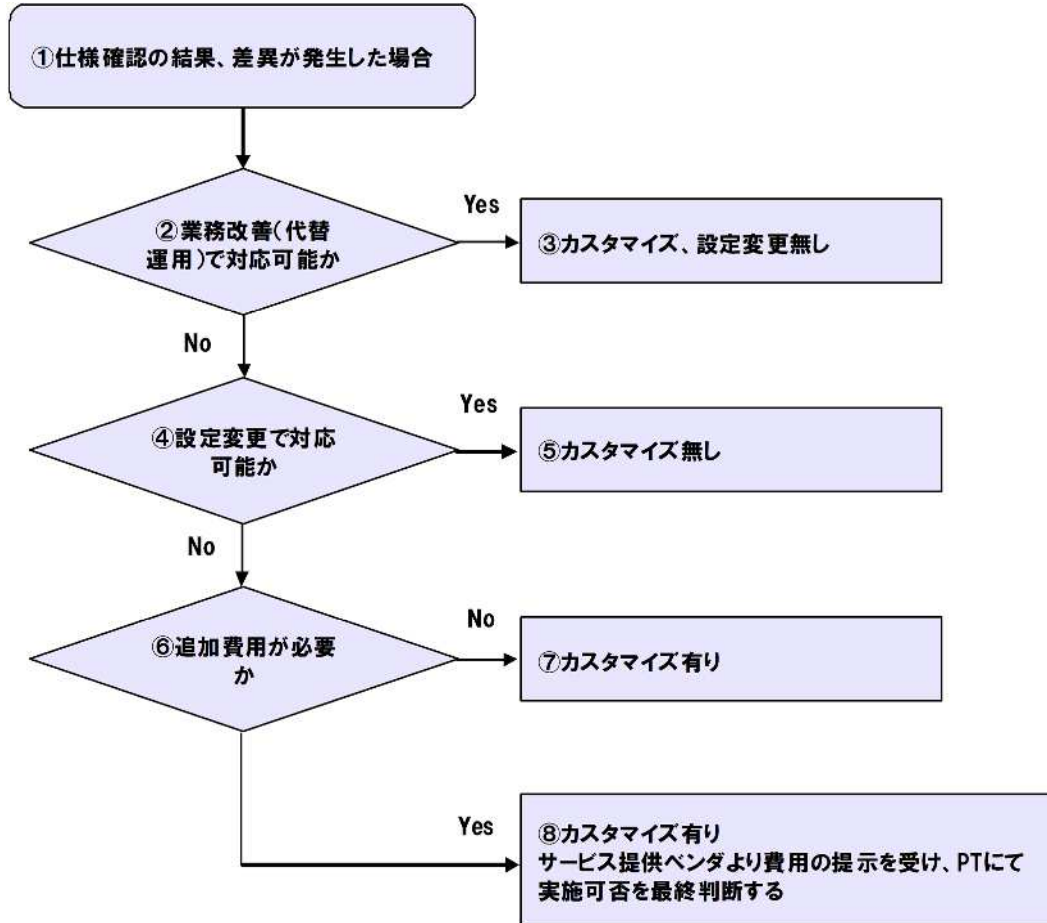 ①仕様確認の結果、差異が発生した場合
②業務改善(代替
運用)で対応可能か
Yes
③カスタマイズ、設定変更無し
No
④設定変更で対応
可能か
Yes
⑤カスタマイズ無し
No
⑥追加費用が必要
か
No
⑦カスタマイズ有り
Yes
⑧カスタマイズ有り
サービス提供ベンダより費用の提示を受け、PTにて
実施可否を最終判断する